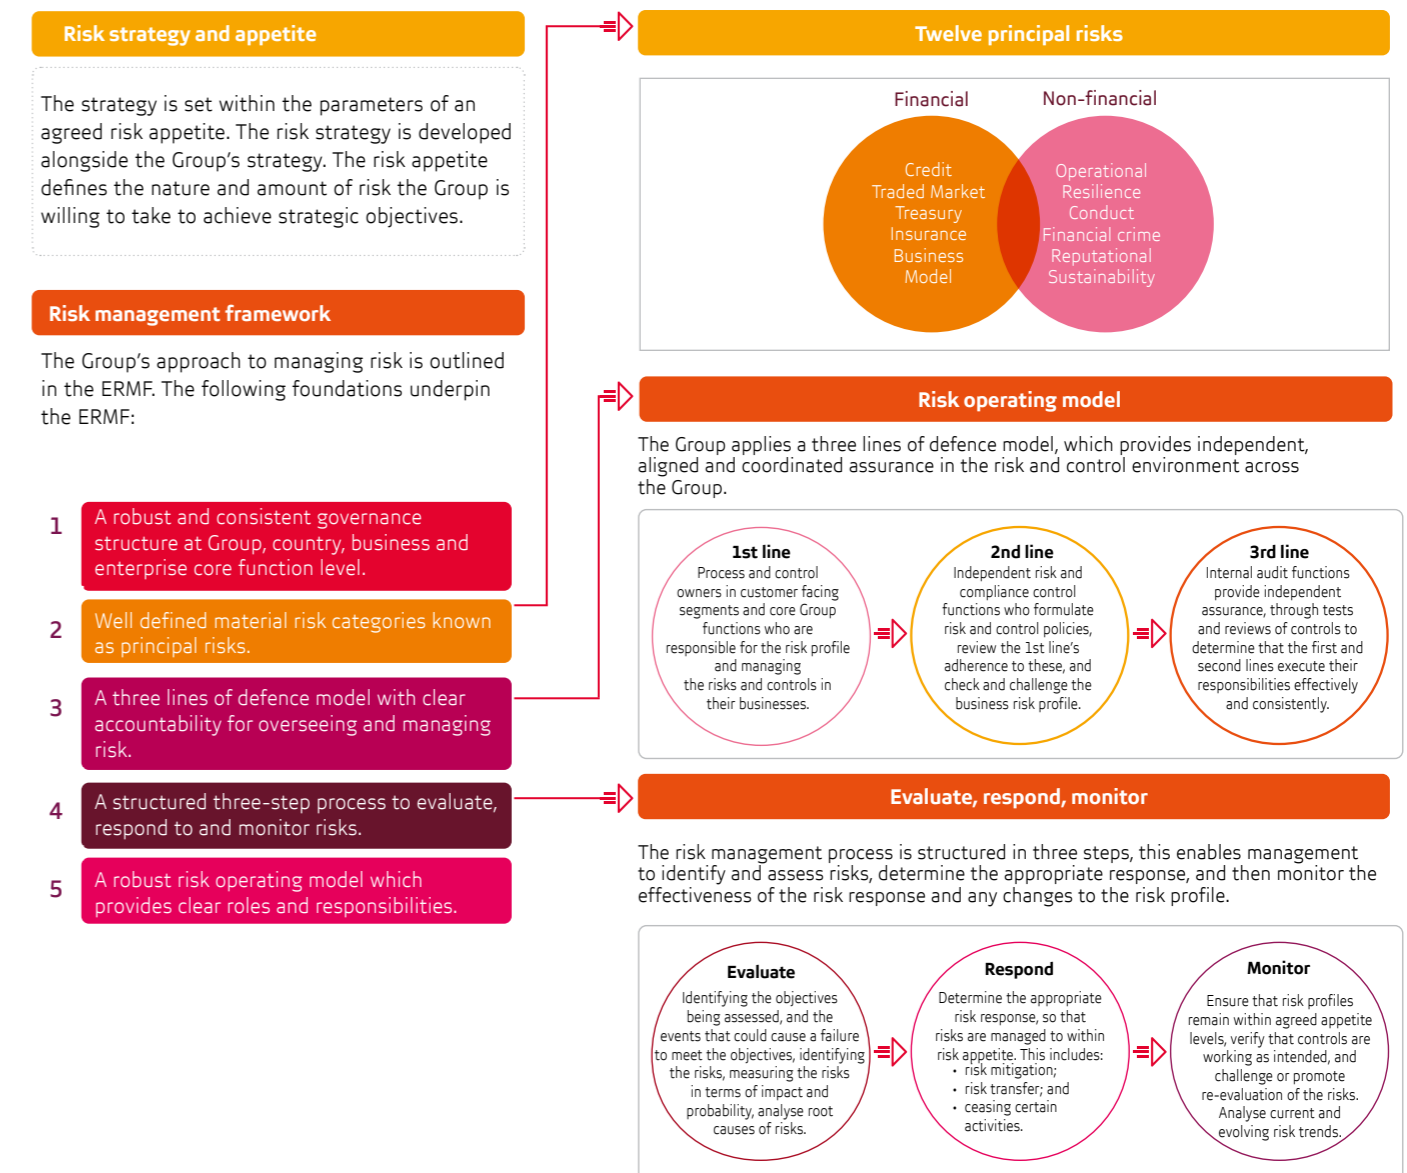 Risk strategy and appetite
The strategy is set within the parameters of an
agreed risk appetite. The risk strategy is developed
alongside the Group's strategy. The risk appetite
defines the nature and amount of risk the Group is
willing to take to achieve strategic objectives.
Risk management framework
The Group's approach to managing risk is outlined
in the ERMF. The following foundations underpin
the ERMF:
1
A robust and consistent governance
structure at Group, country, business and
enterprise core function level.
2
Well defined material risk categories known
as principal risks.
3
A three lines of defence model with clear
accountability for overseeing and managing
risk.
4
A structured three-step process to evaluate,
respond to and monitor risks.
5
A robust risk operating model which
provides clear roles and responsibilities.
Twelve principal risks
Financial
Credit
Traded Market
Treasury
Insurance
Business
Model
Non-financial
Operational
Resilience
Conduct
Financial crime
Reputational
Sustainability
Risk operating model
The Group applies a three lines of defence model, which provides independent,
aligned and coordinated assurance in the risk and control environment across
the Group.
1st line
Process and control
owners in customer facing
segments and core Group
functions who are
responsible for the risk profile
and managing
the risks and controls in
their businesses.
2nd line
Independent risk and
compliance control
functions who formulate
risk and control policies,
review the 1st line's
adherence to these, and
check and challenge the
business risk profile.
3rd line
Internal audit functions
provide independent
assurance, through tests
and reviews of controls to
determine that the first and
second lines execute their
responsibilities effectively
and consistently.
Evaluate, respond, monitor
The risk management process is structured in three steps, this enables management
to identify and assess risks, determine the appropriate response, and then monitor the
effectiveness of the risk response and any changes to the risk profile.
Evaluate
Identifying the objectives
being assessed, and the
events that could cause a failure
to meet the objectives, identifying
the risks, measuring the risks
in terms of impact and
probability, analyse root
causes of risks.
Respond
Determine the appropriate
risk response, so that
risks are managed to within
risk appetite. This includes:
• risk mitigation;
• risk transfer; and
• ceasing certain
activities.
Monitor
Ensure that risk profiles
remain within agreed appetite
levels, verify that controls are
working as intended, and
challenge or promote
re-evaluation of the risks.
Analyse current and
evolving risk trends.